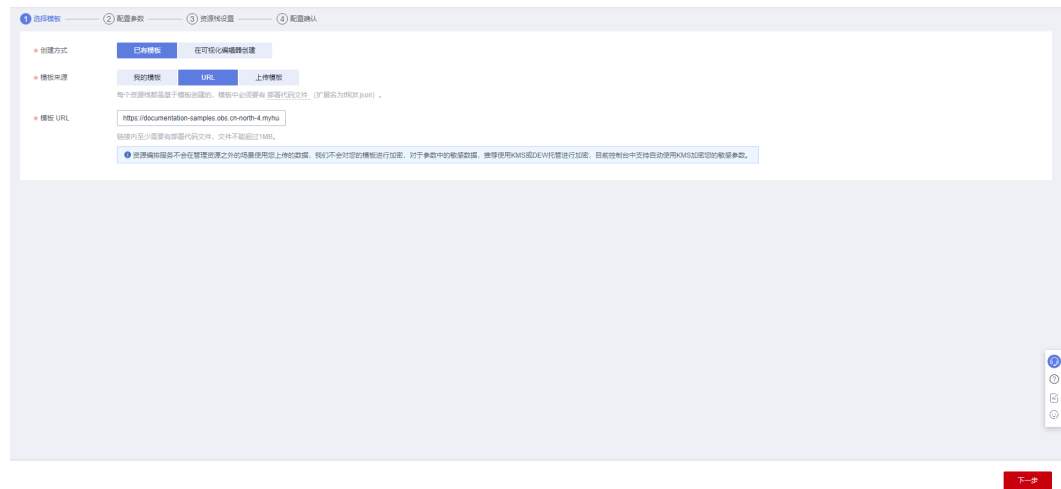 1 选择模板 2 配置参数 3 资源栈设置 4 配置确认
* 创建方式 已有模板 在可视化编辑器创建
* 模板来源 我的模板 URL 上传模板
每个资源栈都是基于模板创建的，模板中必须要有 部署代码文件 （扩展名为tf和tf.json）。
* 模板 URL https://documentation-samples.obs.cn-north-4.myhu
链接内至少需要有部署代码文件，文件不能超过1MB。
资源编排服务不会在管理资源之外的场景使用您上传的数据，我们不会对您的模板进行加密，对于参数中的敏感数据，推荐使用KMS或DEW托管进行加密，目前控制台中支持自动使用KMS加密您的敏感参数。
下一步